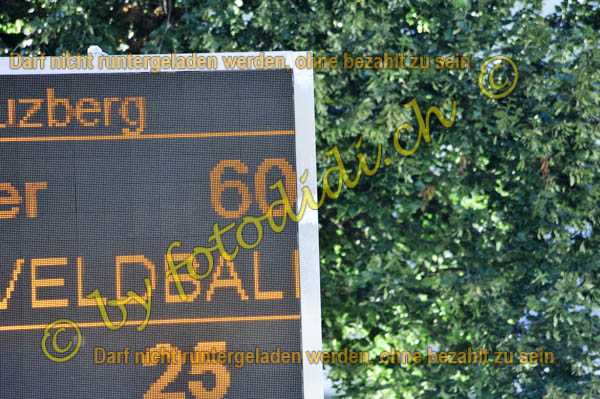 Darf nicht runtergeladen werden, ohne bezahlt zu sein
©
uzberg
er 60
VELDBALL
© by fotodidi.ch
Darf nicht runtergeladen werden, ohne bezahlt zu sein
25